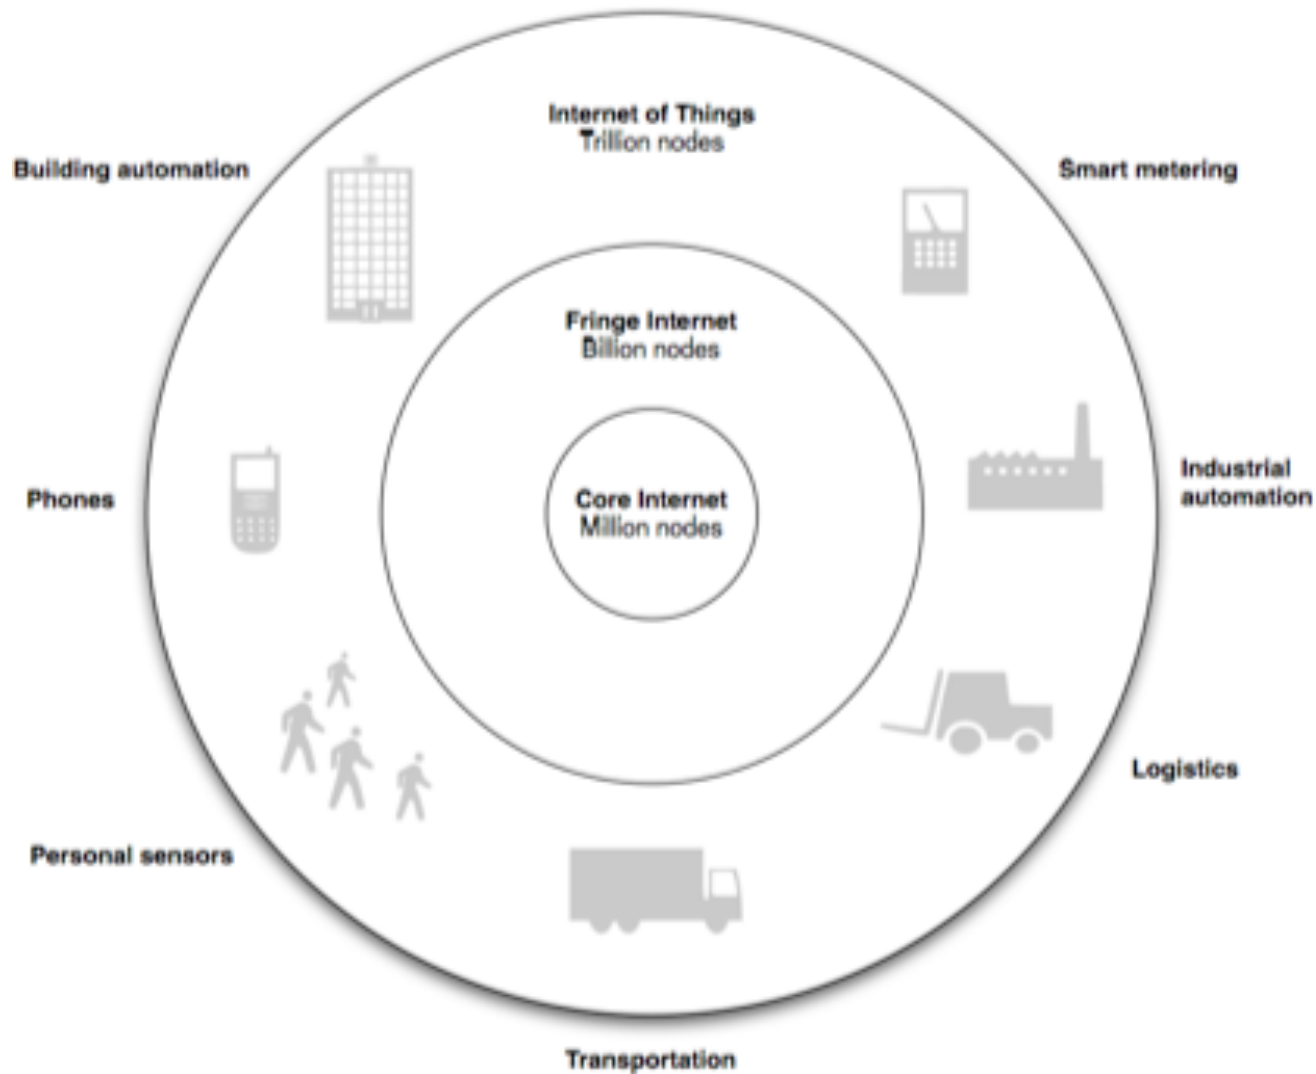 Internet of Things
Trillion nodes
Building automation
Smart metering
Fringe Internet
Billion nodes
Phones
Core Internet
Million nodes
Industrial
automation
Logistics
Personal sensors
Transportation